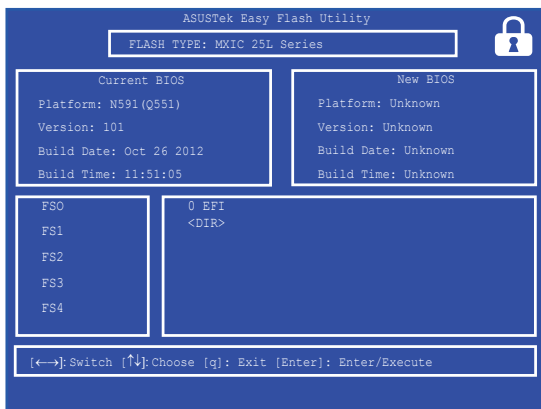 ASUSTek Easy Flash Utility
FLASH TYPE: MXIC 25L Series
Current BIOS
Platform: N591(Q551)
Version: 101
Build Date: Oct 26 2012
Build Time: 11:51:05
New BIOS
Platform: Unknown
Version: Unknown
Build Date: Unknown
Build Time: Unknown
FSO
FS1
FS2
FS3
FS4
0 EFI
<DIR>
[←→]: Switch [↑↓]: Choose [q]: Exit [Enter]: Enter/Execute